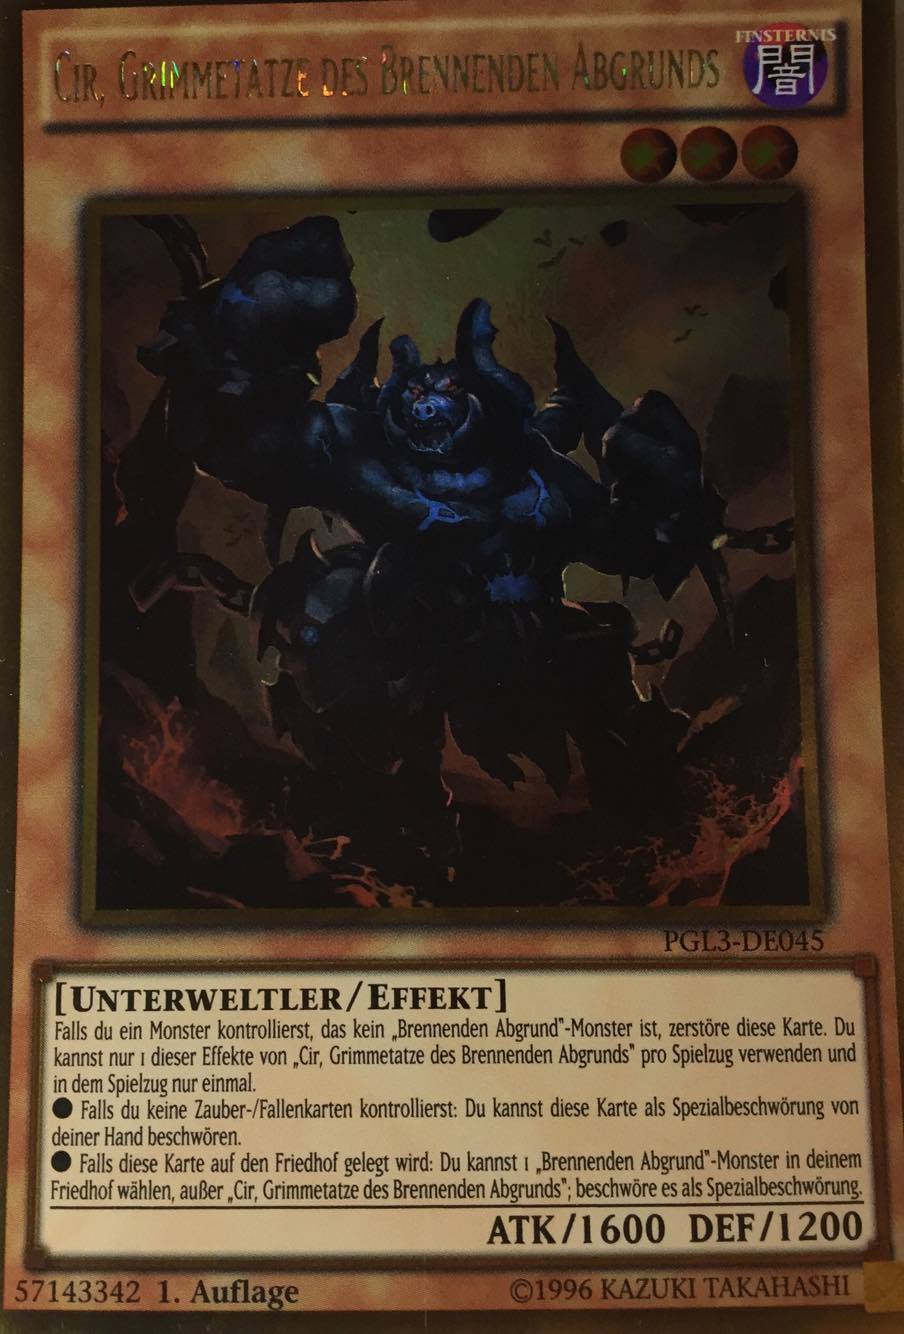 Cir, Grimmetatze des Brennenden Abgrunds
FINSTERNIS
闇
PGL3-DE045
[Unterweltler/Effekt]
Falls du ein Monster kontrollierst, das kein „Brennenden Abgrund"-Monster ist, zerstöre diese Karte. Du
kannst nur 1 dieser Effekte von „Cir, Grimmetatze des Brennenden Abgrunds" pro Spielzug verwenden und
in dem Spielzug nur einmal.
● Falls du keine Zauber-/Fallenkarten kontrollierst: Du kannst diese Karte als Spezialbeschwörung von
deiner Hand beschwören.
● Falls diese Karte auf den Friedhof gelegt wird: Du kannst 1 „Brennenden Abgrund"-Monster in deinem
Friedhof wählen, außer „Cir, Grimmetatze des Brennenden Abgrunds"; beschwöre es als Spezialbeschwörung.
ATK/1600 DEF/1200
57143342 1. Auflage
©1996 KAZUKI TAKAHASHI